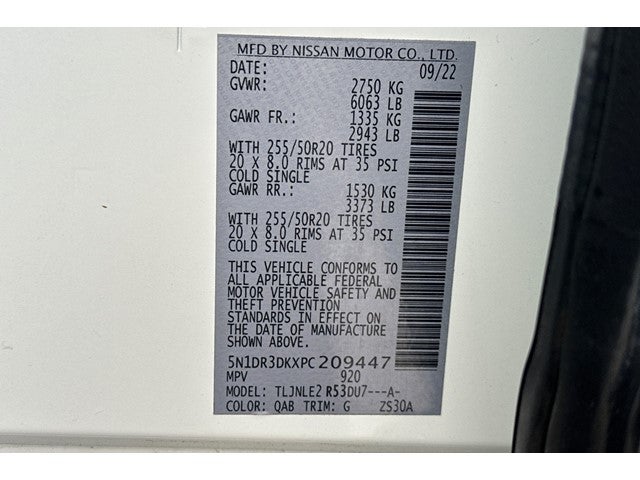 MFD BY NISSAN MOTOR CO., LTD.
DATE: 09/22
GVWR: 2750 KG
6063 LB
GAWR FR.: 1335 KG
2943 LB
WITH 255/50R20 TIRES
20 X 8.0 RIMS AT 35 PSI
COLD SINGLE
GAWR RR.: 1530 KG
3373 LB
WITH 255/50R20 TIRES
20 X 8.0 RIMS AT 35 PSI
COLD SINGLE
THIS VEHICLE CONFORMS TO
ALL APPLICABLE FEDERAL
MOTOR VEHICLE SAFETY AND
THEFT PREVENTION
STANDARDS IN EFFECT ON
THE DATE OF MANUFACTURE
SHOWN ABOVE.
5N1DR3DKXPC209447
MPV 920
MODEL: TLJNLE2 R53DU7---A-
COLOR: QAB TRIM: G ZS30A